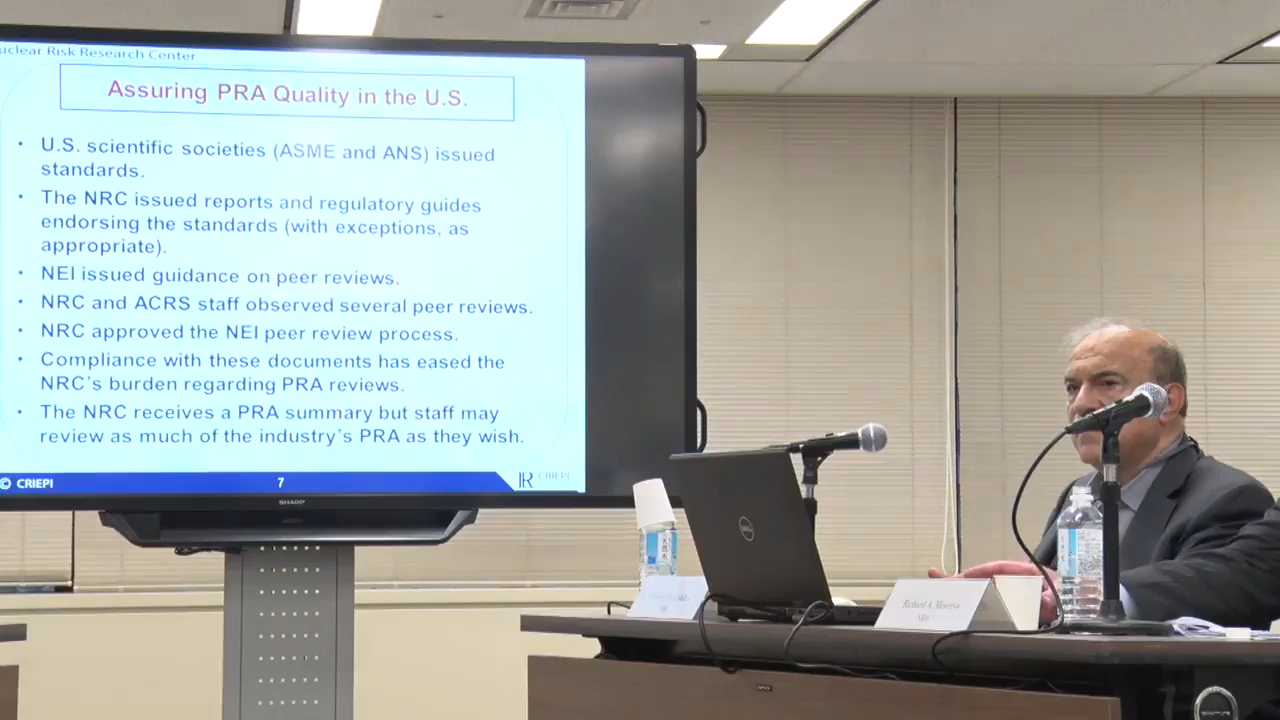 uclear Risk Research Center
Assuring PRA Quality in the U.S.
• U.S. scientific societies (ASME and ANS) issued
standards.
• The NRC issued reports and regulatory guides
endorsing the standards (with exceptions, as
appropriate).
• NEI issued guidance on peer reviews.
• NRC and ACRS staff observed several peer reviews.
• NRC approved the NEI peer review process.
• Compliance with these documents has eased the
NRC's burden regarding PRA reviews.
• The NRC receives a PRA summary but staff may
review as much of the industry's PRA as they wish.
© CRIEPI
7
CRIEPI
SHARP
DELL
天然水
Richard A. Meserve